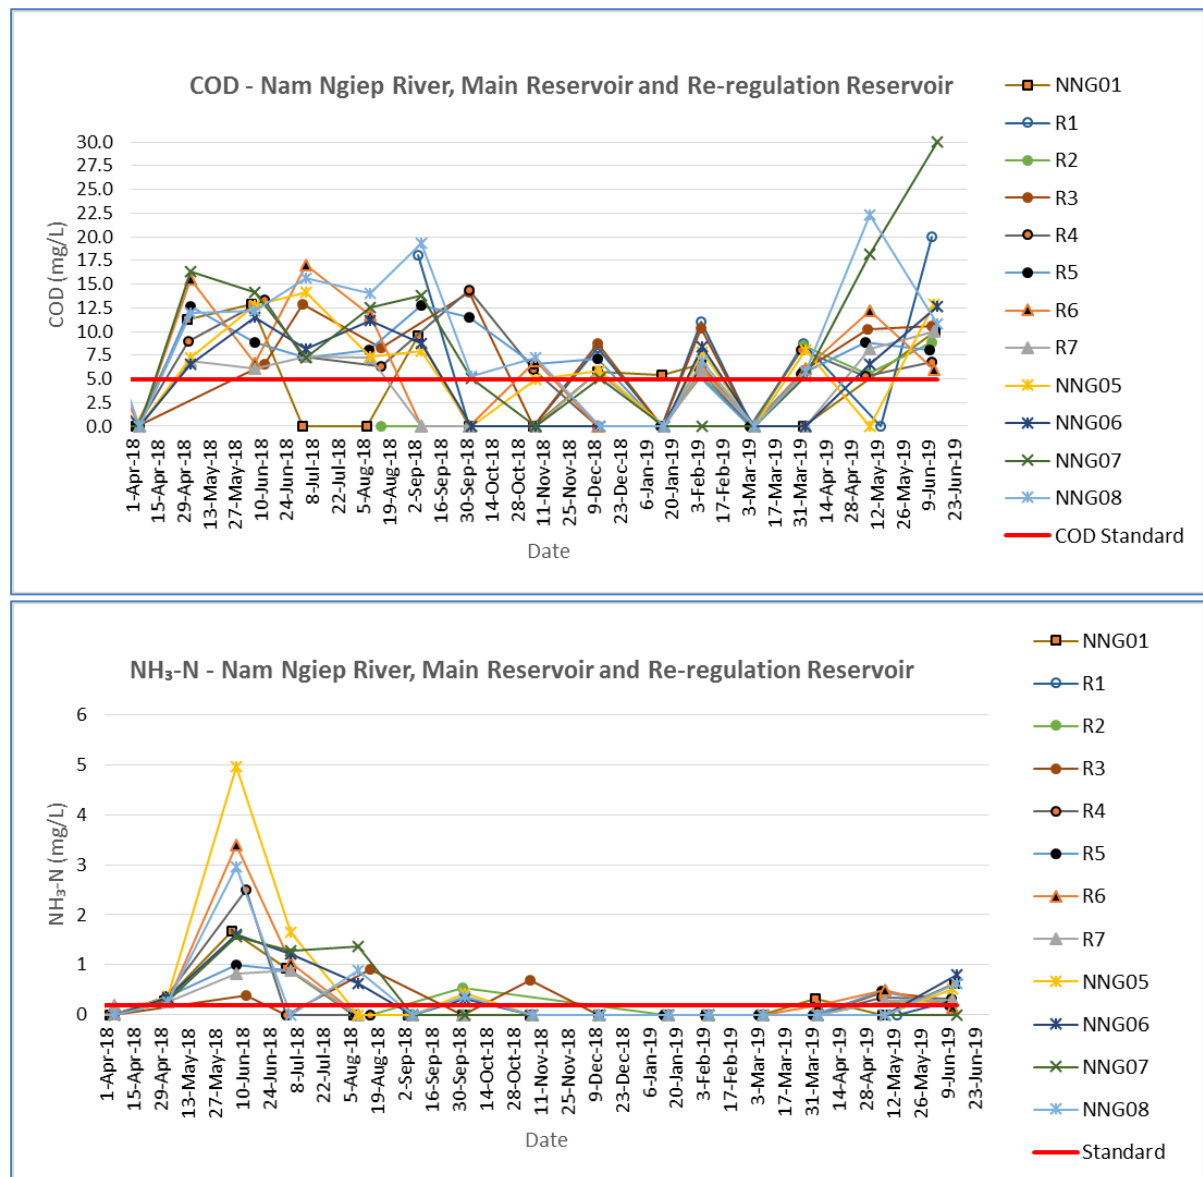 COD - Nam Ngiep River, Main Reservoir and Re-regulation Reservoir
COD (mg/L)
30.0
27.5
25.0
22.5
20.0
17.5
15.0
12.5
10.0
7.5
5.0
2.5
0.0
1-Apr-18
15-Apr-18
29-Apr-18
13-May-18
27-May-18
10-Jun-18
24-Jun-18
8-Jul-18
22-Jul-18
5-Aug-18
19-Aug-18
2-Sep-18
16-Sep-18
30-Sep-18
14-Oct-18
28-Oct-18
11-Nov-18
25-Nov-18
9-Dec-18
23-Dec-18
6-Jan-19
20-Jan-19
3-Feb-19
17-Feb-19
3-Mar-19
17-Mar-19
31-Mar-19
14-Apr-19
28-Apr-19
12-May-19
26-May-19
9-Jun-19
23-Jun-19
Date
NNG01
R1
R2
R3
R4
R5
R6
R7
NNG05
NNG06
NNG07
NNG08
COD Standard
NH₃-N - Nam Ngiep River, Main Reservoir and Re-regulation Reservoir
NH₃-N (mg/L)
6
5
4
3
2
1
0
1-Apr-18
15-Apr-18
29-Apr-18
13-May-18
27-May-18
10-Jun-18
24-Jun-18
8-Jul-18
22-Jul-18
5-Aug-18
19-Aug-18
2-Sep-18
16-Sep-18
30-Sep-18
14-Oct-18
28-Oct-18
11-Nov-18
25-Nov-18
9-Dec-18
23-Dec-18
6-Jan-19
20-Jan-19
3-Feb-19
17-Feb-19
3-Mar-19
17-Mar-19
31-Mar-19
14-Apr-19
28-Apr-19
12-May-19
26-May-19
9-Jun-19
23-Jun-19
Date
NNG01
R1
R2
R3
R4
R5
R6
R7
NNG05
NNG06
NNG07
NNG08
Standard